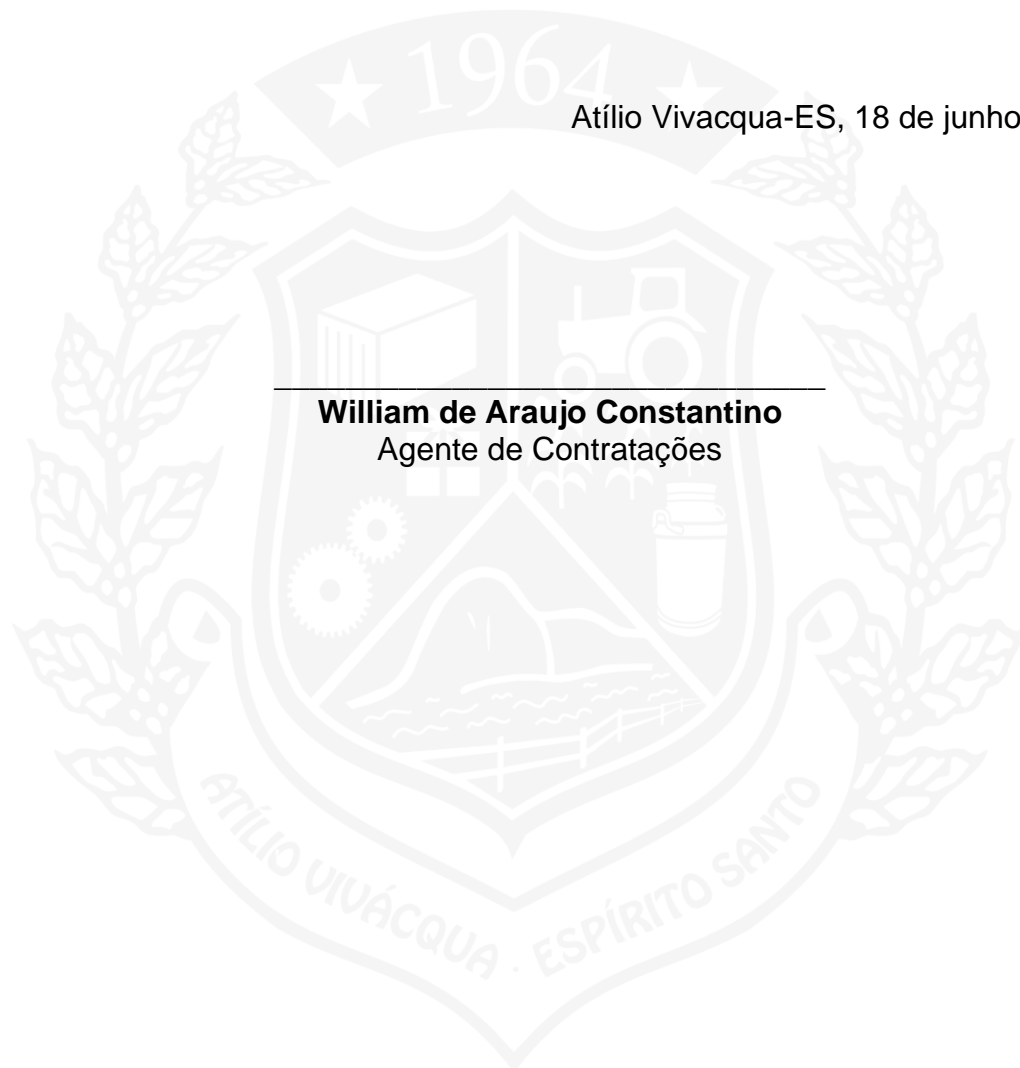 1964
Atílio Vivacqua-ES, 18 de junho
William de Araujo Constantino
Agente de Contratações
ATÍLIO VIVÁCQUA . ESPÍRITO SANTO